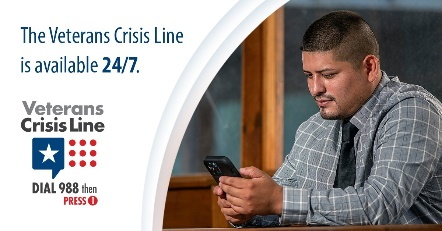 The Veterans Crisis Line
is available 24/7.
Veterans
Crisis Line
DIAL 988 then
PRESS 1